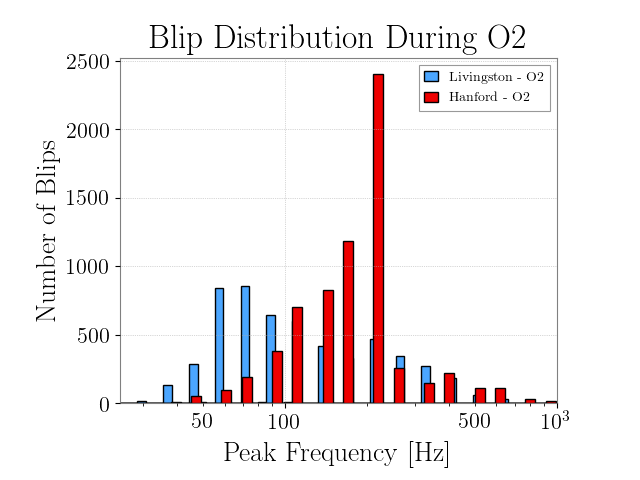 Blip Distribution During O2
Livingston - O2
Hanford - O2
Number of Blips
2500
2000
1500
1000
500
0
50
100
500
10³
Peak Frequency [Hz]